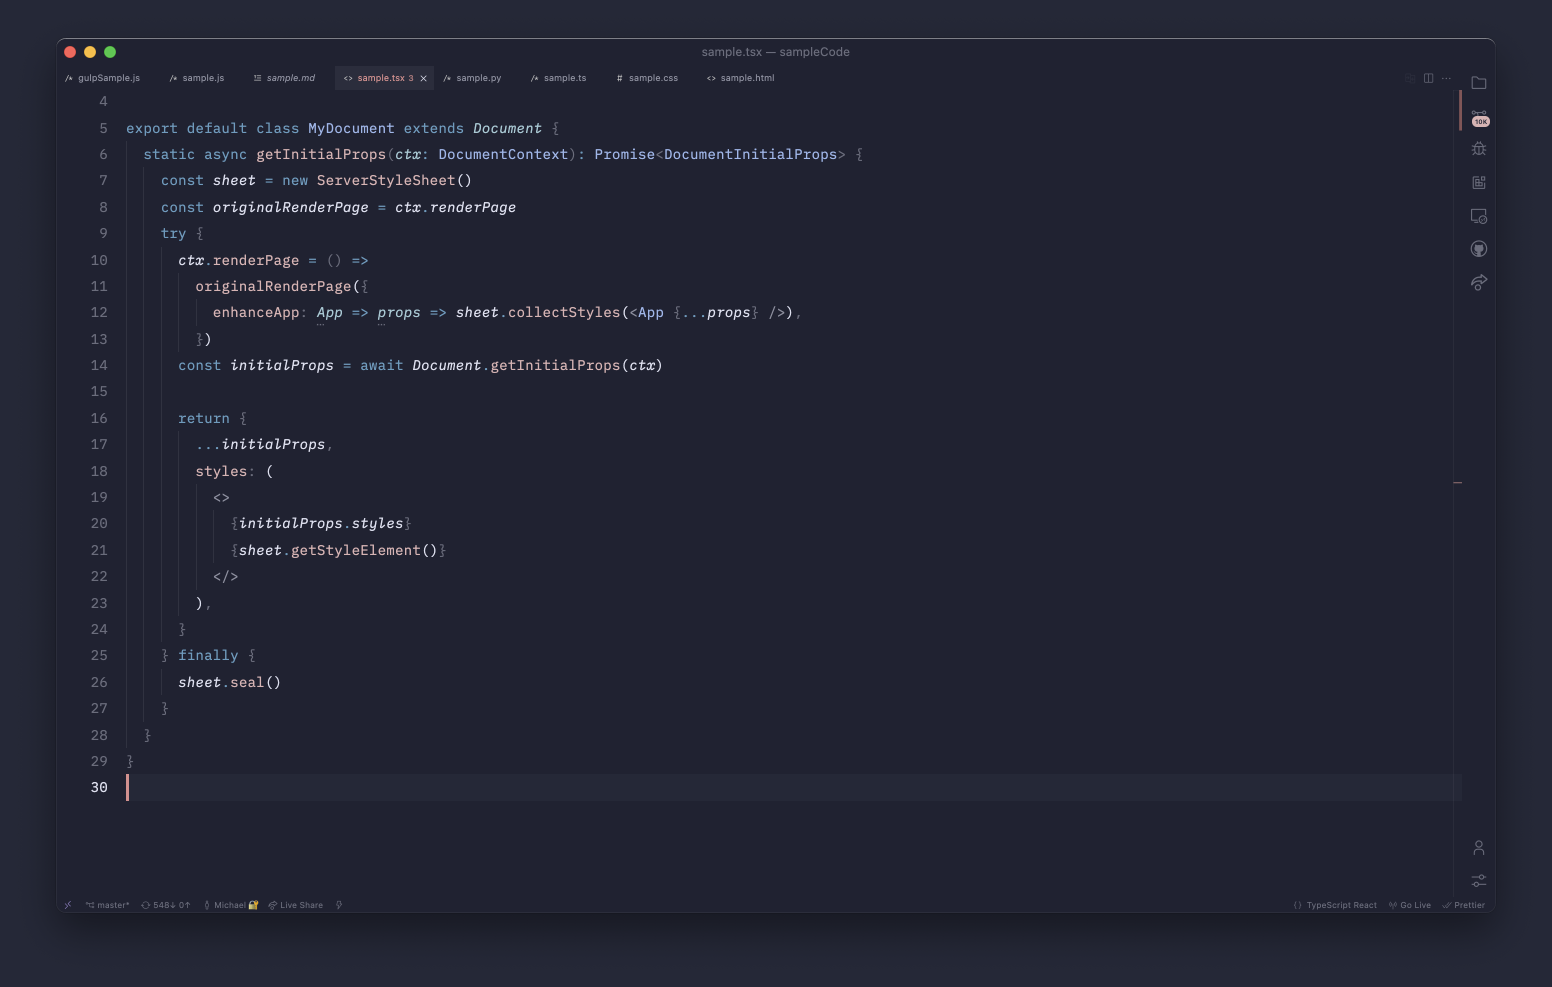 sample.tsx — sampleCode
gulpSample.js sample.js sample.md <> sample.tsx 3 × sample.py sample.ts # sample.css <> sample.html ...
4
5 export default class MyDocument extends Document {
6 static async getInitialProps(ctx: DocumentContext): Promise<DocumentInitialProps> {
10K
7 const sheet = new ServerStyleSheet()
8 const originalRenderPage = ctx.renderPage
9 try {
10 ctx.renderPage = () =>
11 originalRenderPage({
12 enhanceApp: App => props => sheet.collectStyles(<App {...props} />),
13 })
14 const initialProps = await Document.getInitialProps(ctx)
15
16 return {
17 ...initialProps,
18 styles: (
19 <>
20 {initialProps.styles}
21 {sheet.getStyleElement()}
22 </>
23 ),
24 }
25 } finally {
26 sheet.seal()
27 }
28 }
29 }
30
master* 548↓ 0↑ Michael 🔐 Live Share {} TypeScript React Go Live Prettier